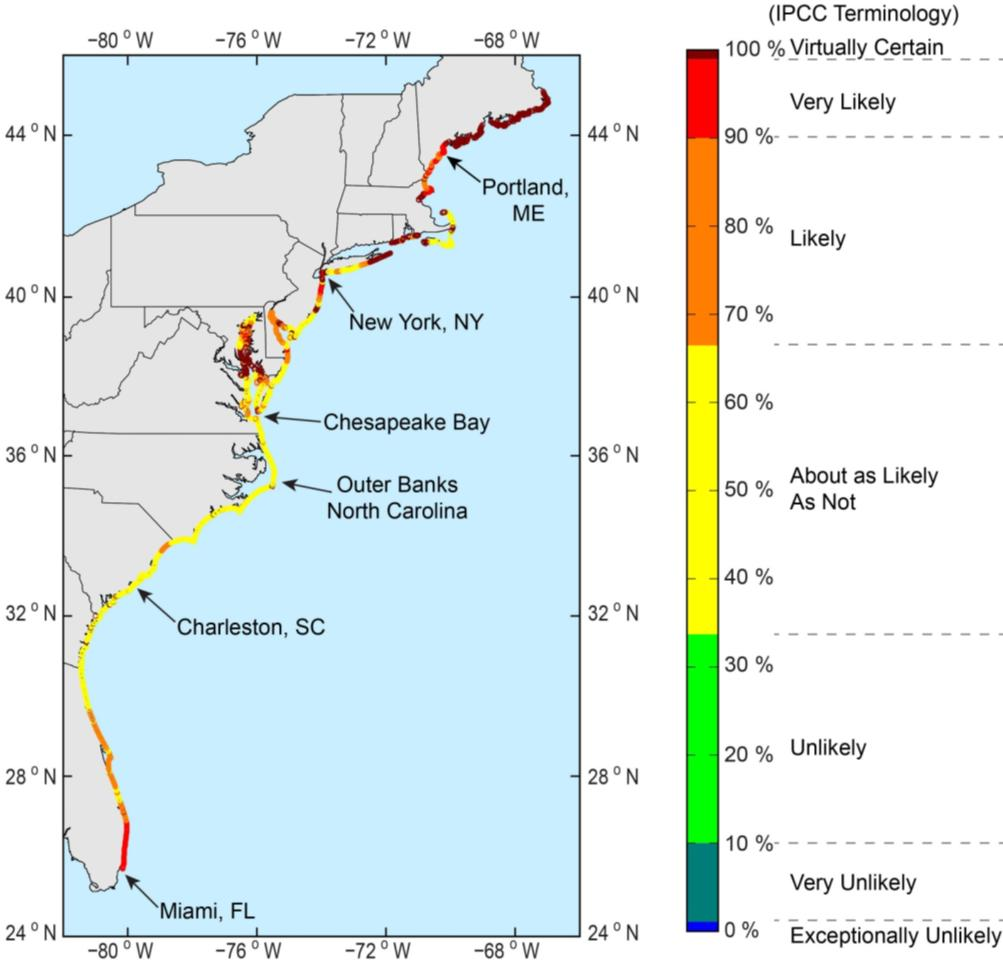 (IPCC Terminology)
−80 ° W −76 ° W −72 ° W −68 ° W
100 % Virtually Certain
Very Likely
44 ° N 44 ° N
90 %
Portland,
ME
80 %
Likely
40 ° N 40 ° N
70 %
New York, NY
60 %
Chesapeake Bay
36 ° N 36 ° N
About as Likely
As Not
50 %
Outer Banks
North Carolina
40 %
32 ° N 32 ° N
Charleston, SC
30 %
Unlikely
20 %
28 ° N 28 ° N
10 %
Very Unlikely
Miami, FL
24 ° N 24 ° N
0 %
Exceptionally Unlikely
−80 ° W −76 ° W −72 ° W −68 ° W